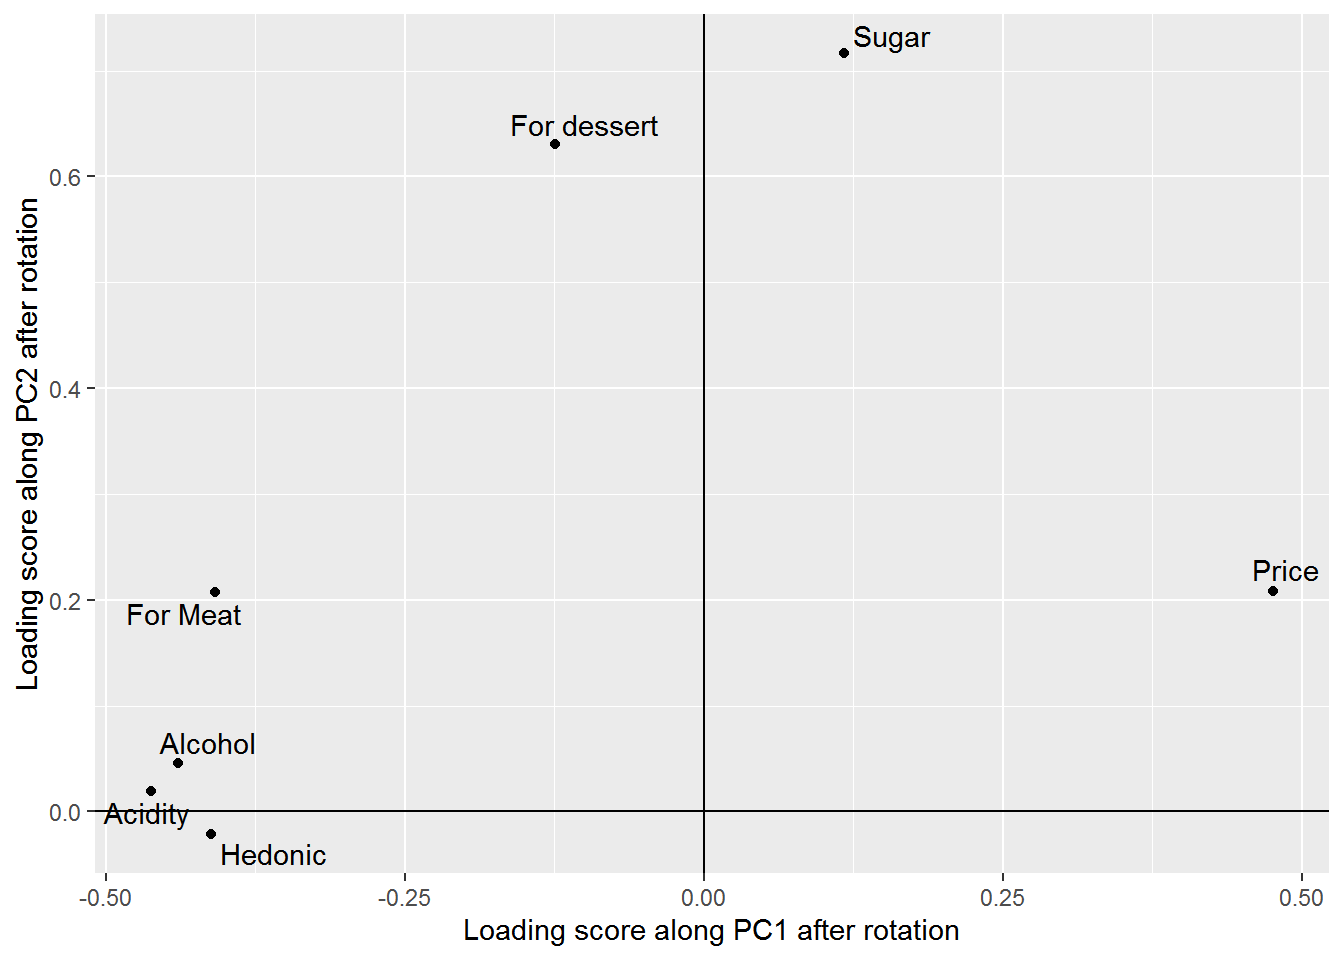 Sugar
For dessert
Price
For Meat
Alcohol
Acidity
Hedonic
0.6
0.4
0.2
0.0
-0.50
-0.25
0.00
0.25
0.50
Loading score along PC1 after rotation
Loading score along PC2 after rotation